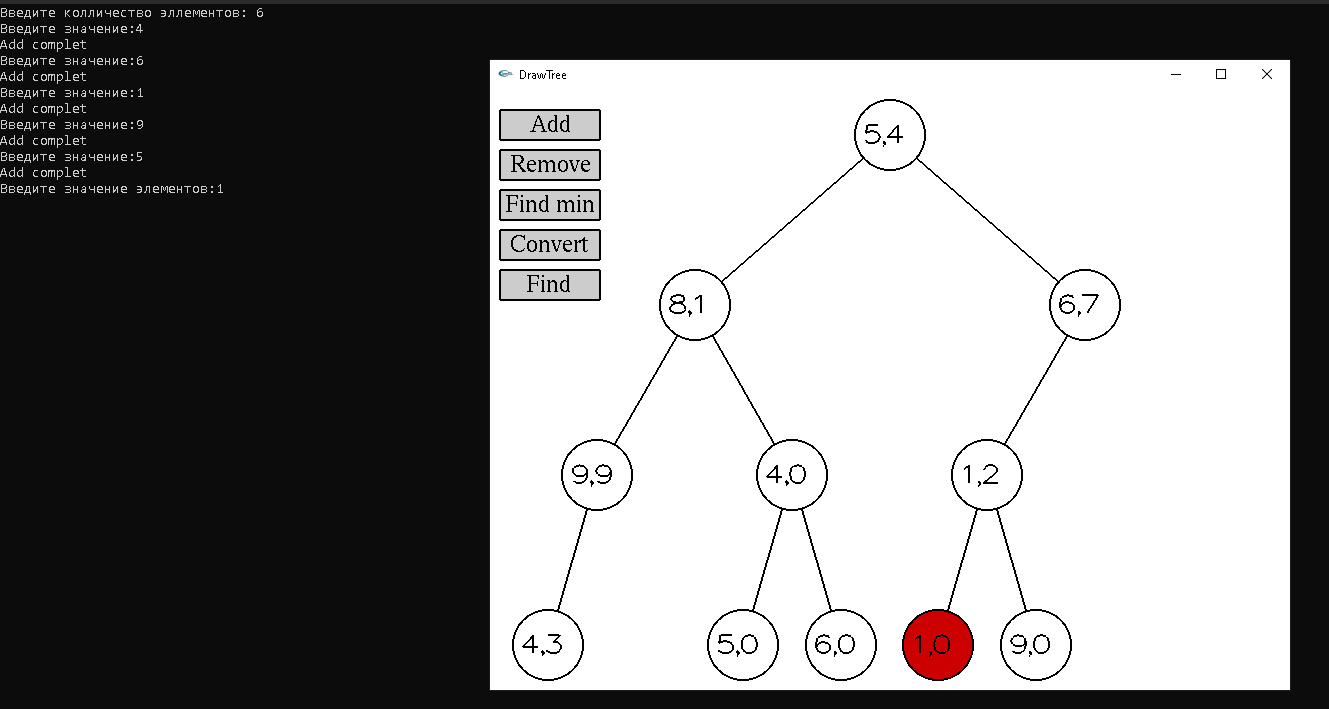 Введите колличество эллементов: 6
Введите значение:4
Add complet
Введите значение:6
Add complet
Введите значение:1
Add complet
Введите значение:9
Add complet
Введите значение:5
Add complet
Введите значение элементов:1
DrawTree
Add
Remove
Find min
Convert
Find
5,4
8,1
6,7
9,9
4,0
1,2
4,3
5,0
6,0
1,0
9,0